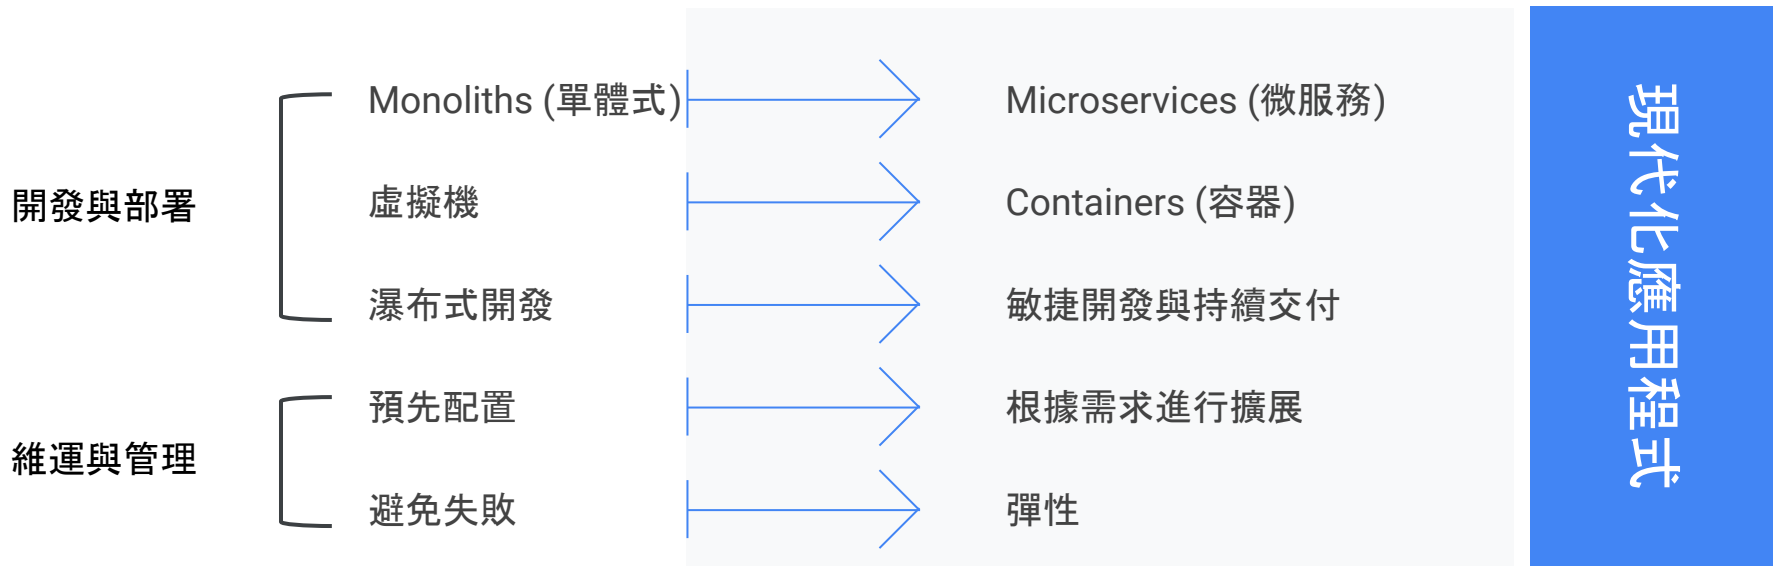 開發與部署
Monoliths (單體式)
Microservices (微服務)
虛擬機
Containers (容器)
瀑布式開發
敏捷開發與持續交付
維運與管理
預先配置
根據需求進行擴展
避免失敗
彈性
現代化應用程式